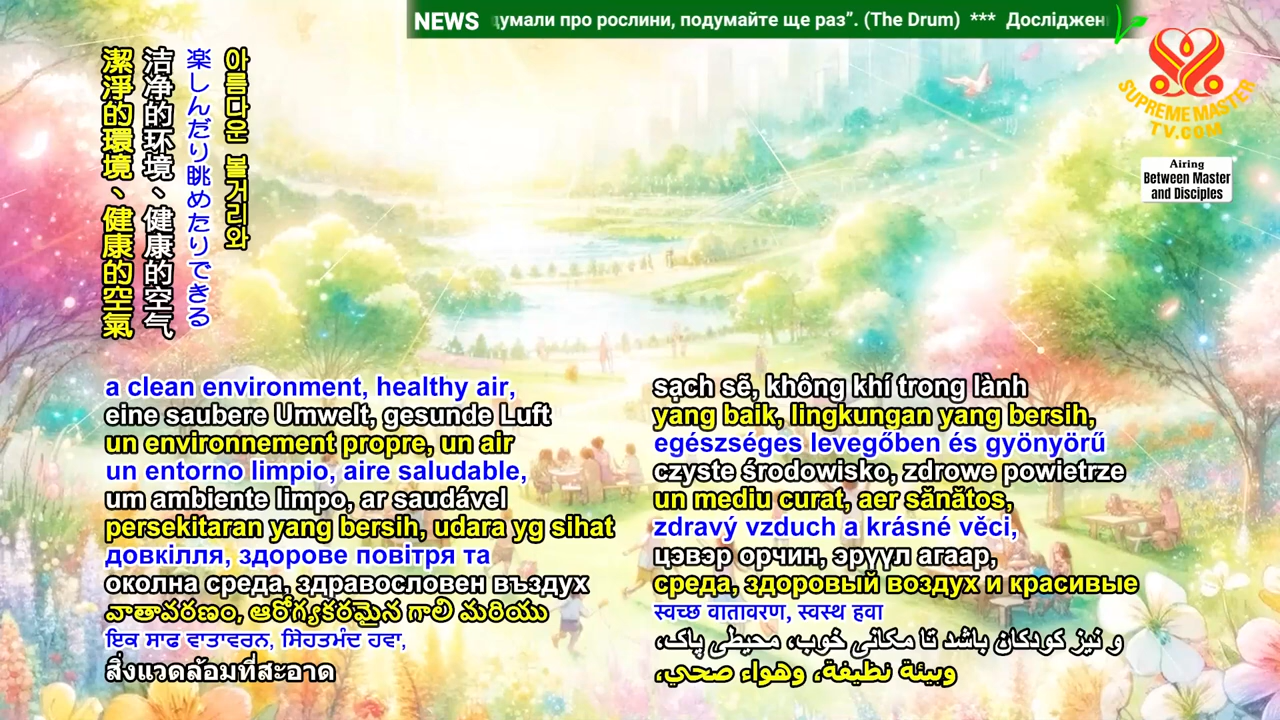 NEWS думали про рослини, подумайте ще раз”. (The Drum) *** Дослідженн
SUPREME MASTER
TV.COM
Airing
Between Master
and Disciples
潔淨的環境、健康的空氣
洁净的环境、健康的空气
楽しんだり眺めたりできる
아름다운 볼거리와
a clean environment, healthy air,
eine saubere Umwelt, gesunde Luft
un environnement propre, un air
un entorno limpio, aire saludable,
um ambiente limpo, ar saudável
persekitaran yang bersih, udara yg sihat
довкілля, здорове повітря та
околна среда, здравословен въздух
వాతావరణం, ఆరోగ్యకరమైన గాలి మరియు
ਇਕ ਸਾਫ ਵਾਤਾਵਰਨ, ਸਿਹਤਮੰਦ ਹਵਾ,
สิ่งแวดล้อมที่สะอาด
sạch sẽ, không khí trong lành
yang baik, lingkungan yang bersih,
egészséges levegőben és gyönyörű
czyste środowisko, zdrowe powietrze
un mediu curat, aer sănătos,
zdravý vzduch a krásné věci,
цэвэр орчин, эрүүл агаар,
среда, здоровый воздух и красивые
स्वच्छ वातावरण, स्वस्थ हवा
و نیز کودکان باشد تا مکانی خوب، محیطی پاک،
وبيئة نظيفة، وهواء صحي،